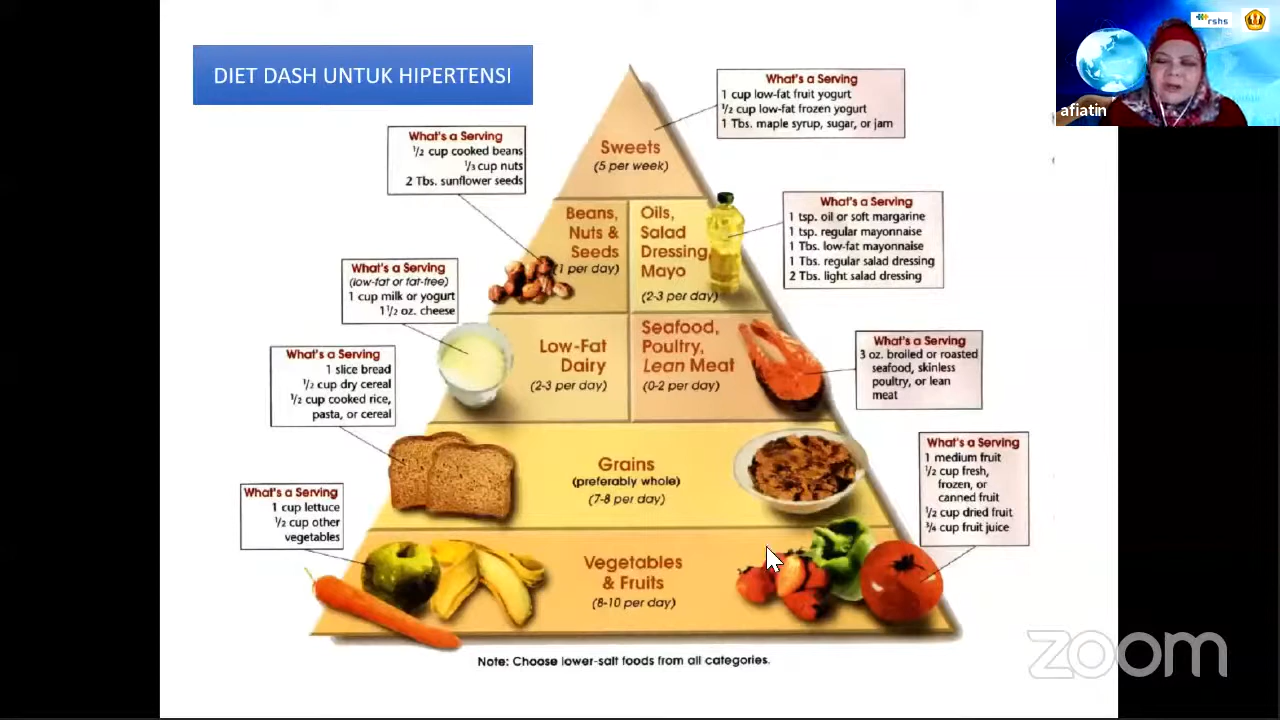 DIET DASH UNTUK HIPERTENSI
rshs
afiatin
What's a Serving
1 cup low-fat fruit yogurt
½ cup low-fat frozen yogurt
1 Tbs. maple syrup, sugar, or jam
Sweets
(5 per week)
What's a Serving
½ cup cooked beans
⅓ cup nuts
2 Tbs. sunflower seeds
Beans,
Nuts &
Seeds
(1 per day)
Oils,
Salad
Dressing,
Mayo
(2-3 per day)
What's a Serving
1 tsp. oil or soft margarine
1 tsp. regular mayonnaise
1 Tbs. low-fat mayonnaise
1 Tbs. regular salad dressing
2 Tbs. light salad dressing
What's a Serving
(low-fat or fat-free)
1 cup milk or yogurt
1½ oz. cheese
Low-Fat
Dairy
(2-3 per day)
Seafood,
Poultry,
Lean Meat
(0-2 per day)
What's a Serving
3 oz. broiled or roasted
seafood, skinless
poultry, or lean
meat
What's a Serving
1 slice bread
½ cup dry cereal
½ cup cooked rice,
pasta, or cereal
Grains
(preferably whole)
(7-8 per day)
What's a Serving
1 medium fruit
½ cup fresh,
frozen, or
canned fruit
½ cup dried fruit
¾ cup fruit juice
What's a Serving
1 cup lettuce
½ cup other
vegetables
Vegetables
& Fruits
(8-10 per day)
Note: Choose lower-salt foods from all categories.
zoom